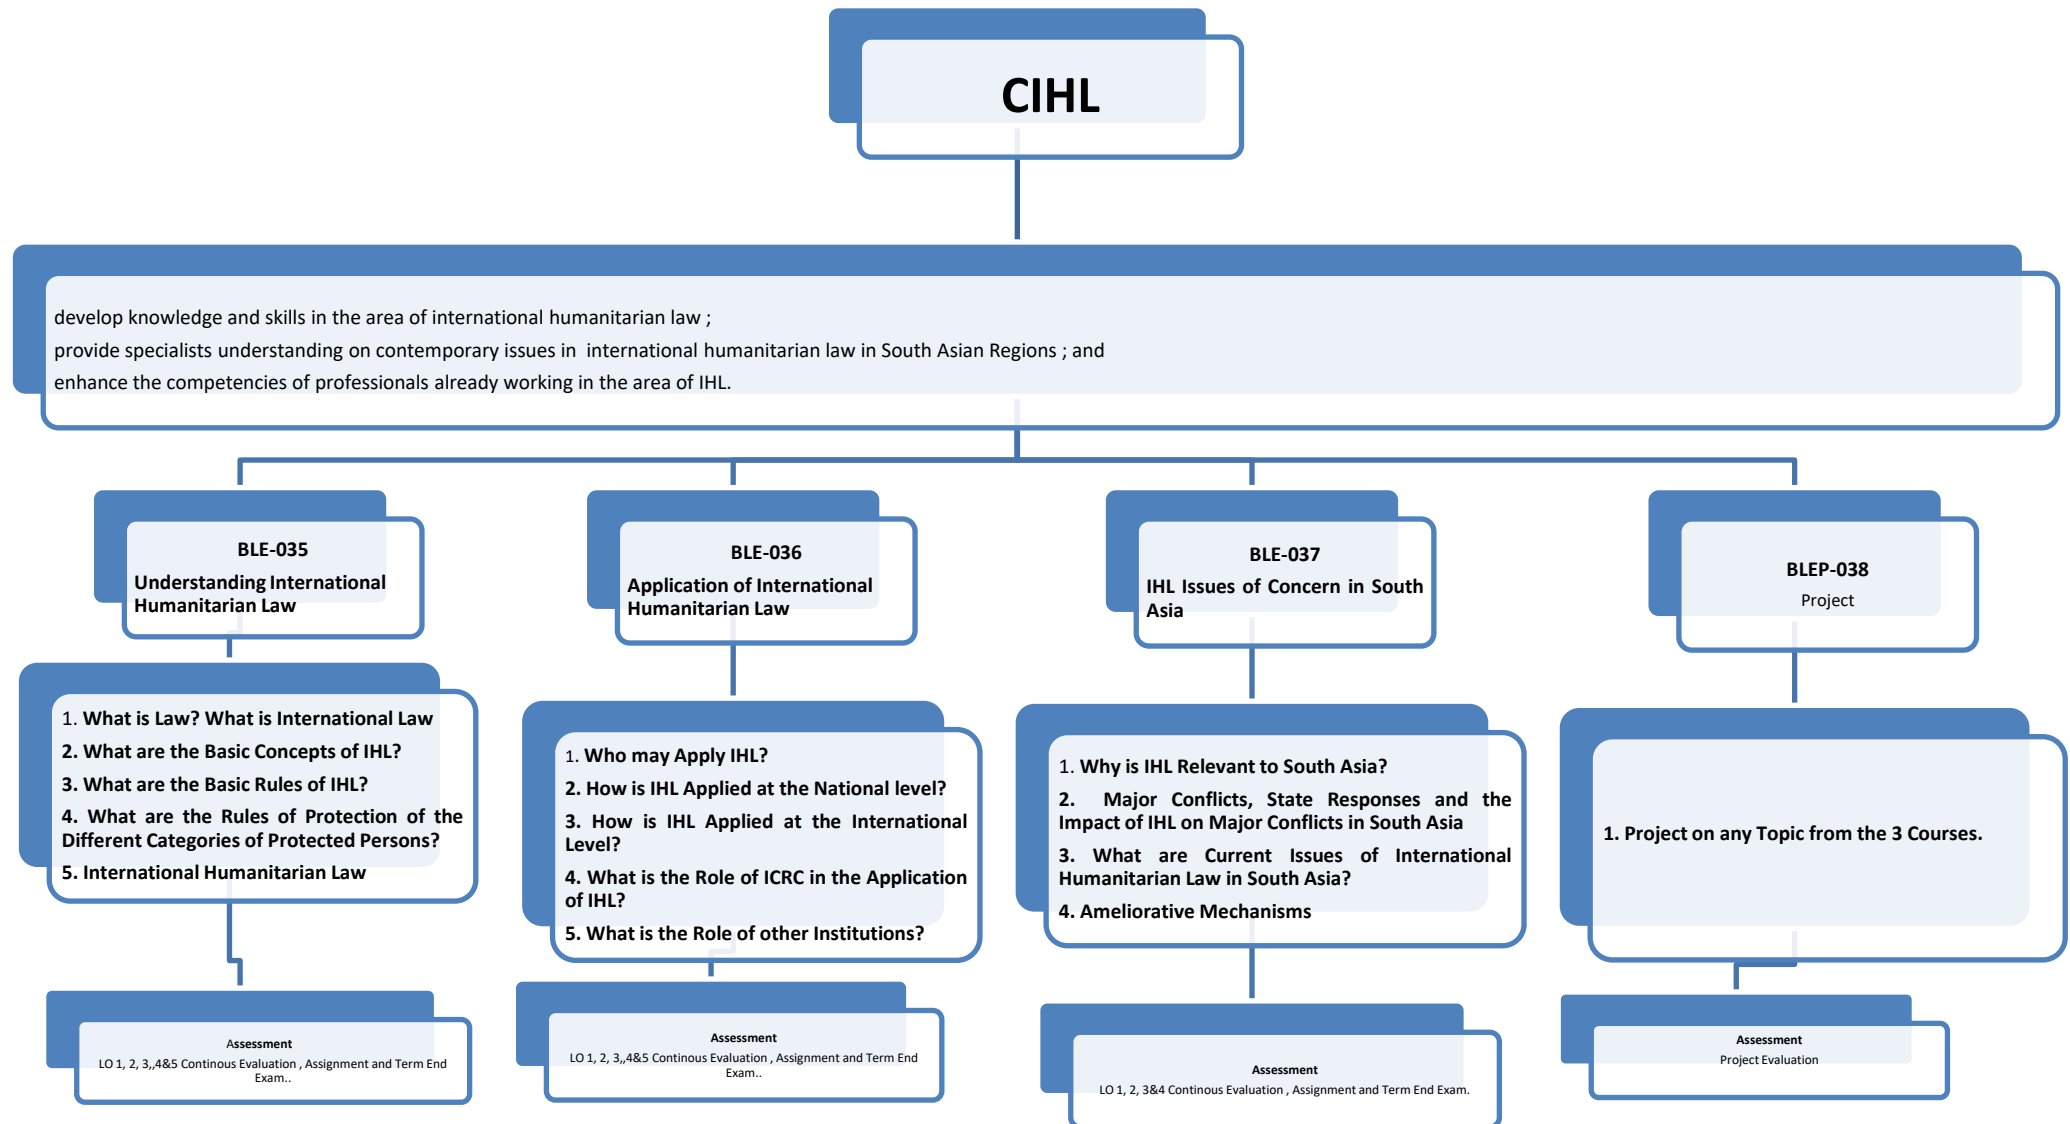 CIHL
develop knowledge and skills in the area of international humanitarian law ;
provide specialists understanding on contemporary issues in international humanitarian law in South Asian Regions ; and
enhance the competencies of professionals already working in the area of IHL.
BLE-035
Understanding International
Humanitarian Law
BLE-036
Application of International
Humanitarian Law
BLE-037
IHL Issues of Concern in South
Asia
BLEP-038
Project
1. What is Law? What is International Law
2. What are the Basic Concepts of IHL?
3. What are the Basic Rules of IHL?
4. What are the Rules of Protection of the
Different Categories of Protected Persons?
5. International Humanitarian Law
1. Who may Apply IHL?
2. How is IHL Applied at the National level?
3. How is IHL Applied at the International
Level?
4. What is the Role of ICRC in the Application
of IHL?
5. What is the Role of other Institutions?
1. Why is IHL Relevant to South Asia?
2. Major Conflicts, State Responses and the
Impact of IHL on Major Conflicts in South Asia
3. What are Current Issues of International
Humanitarian Law in South Asia?
4. Ameliorative Mechanisms
1. Project on any Topic from the 3 Courses.
Assessment
LO 1, 2, 3,,4&5 Continous Evaluation , Assignment and Term End
Exam..
Assessment
LO 1, 2, 3,,4&5 Continous Evaluation , Assignment and Term End
Exam..
Assessment
LO 1, 2, 3&4 Continous Evaluation , Assignment and Term End Exam.
Assessment
Project Evaluation